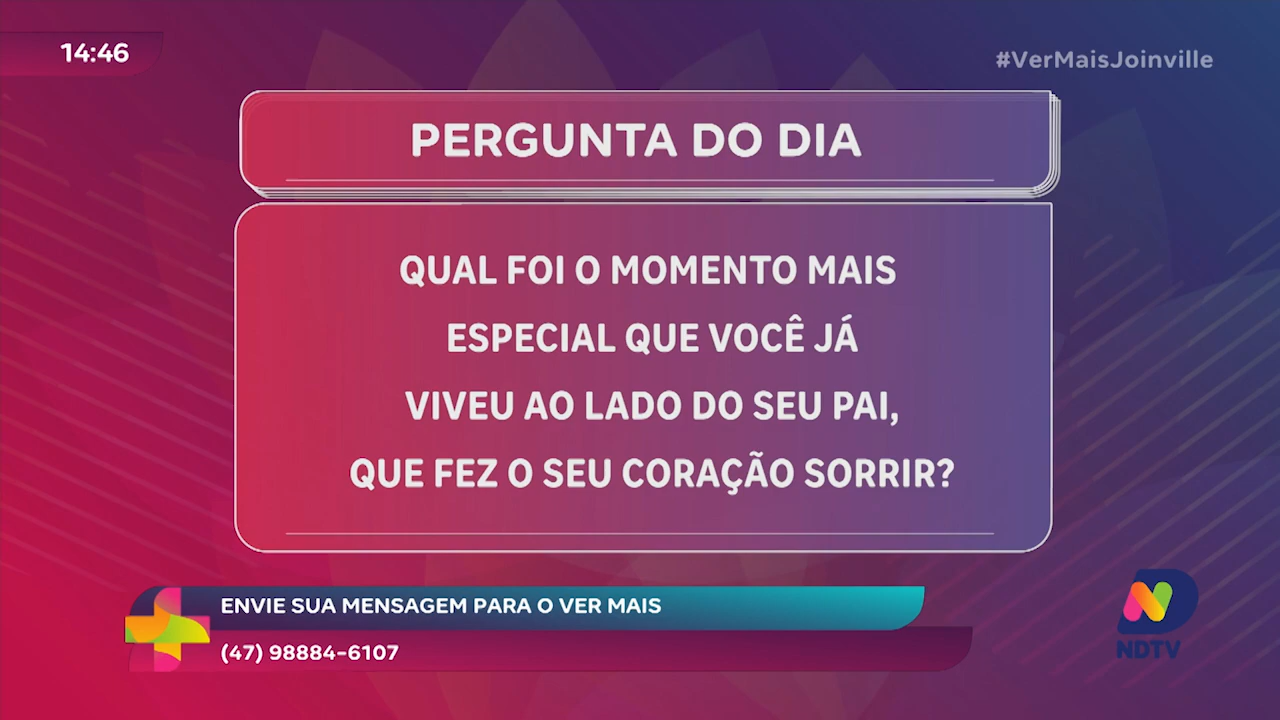 14:46
#VerMaisJoinville
PERGUNTA DO DIA
QUAL FOI O MOMENTO MAIS
ESPECIAL QUE VOCÊ JÁ
VIVEU AO LADO DO SEU PAI,
QUE FEZ O SEU CORAÇÃO SORRIR?
ENVIE SUA MENSAGEM PARA O VER MAIS
(47) 98884-6107
NDTV